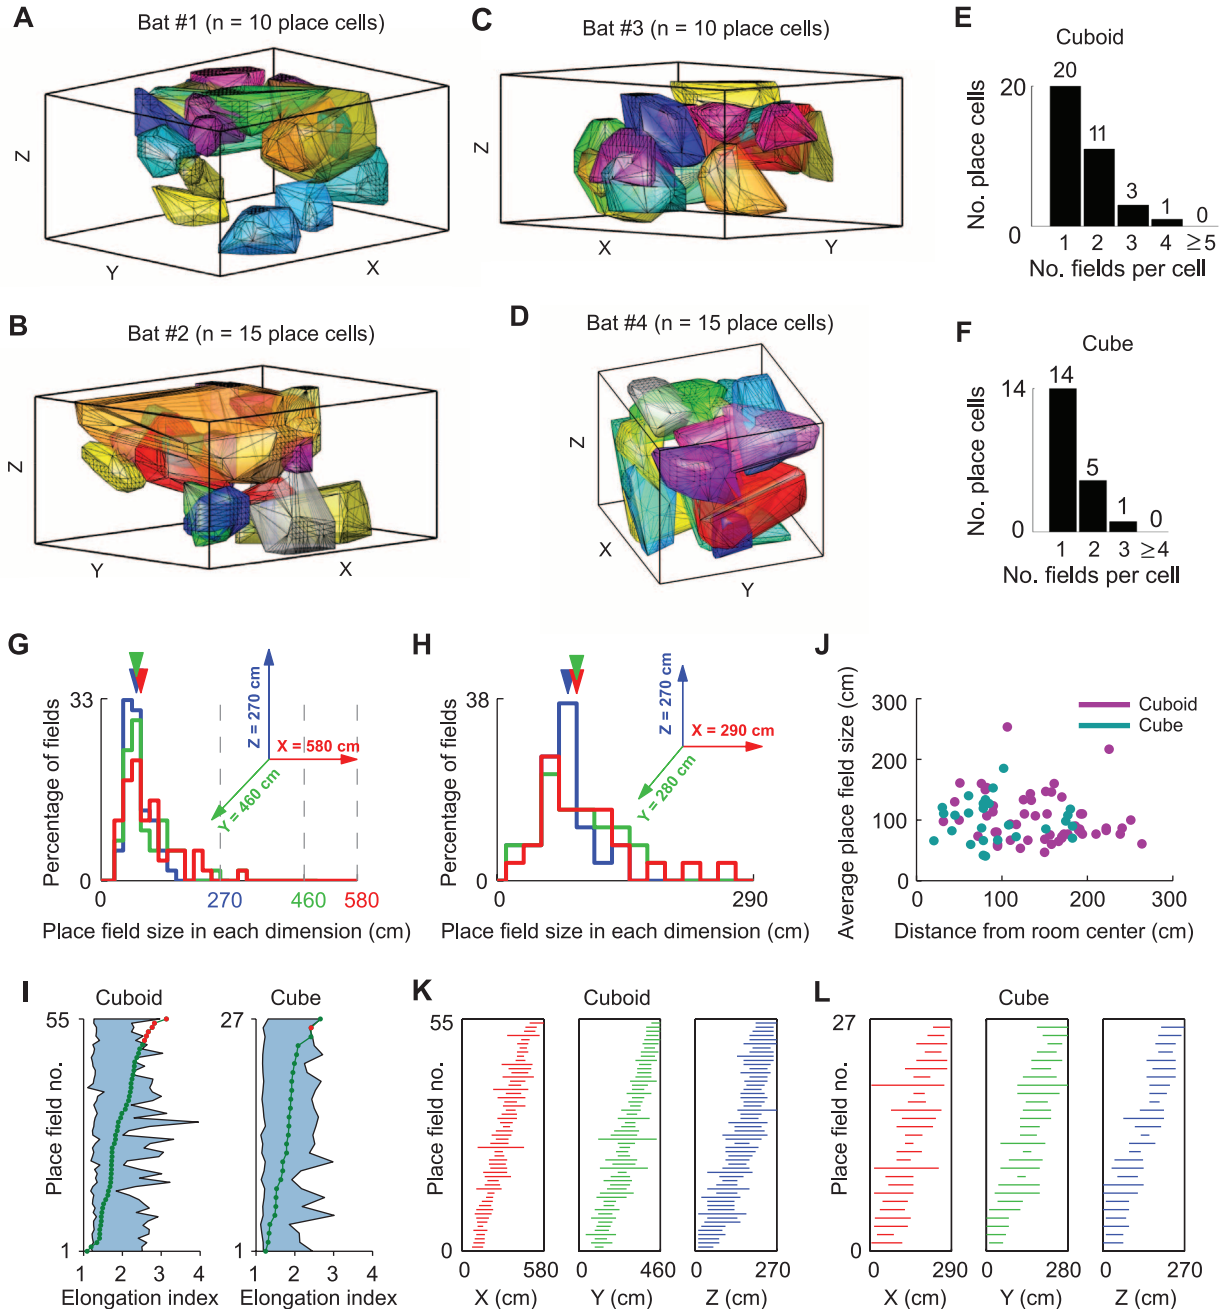 A
Bat #1 (n = 10 place cells)
Z
Y
X
C
Bat #3 (n = 10 place cells)
Z
X
Y
E
Cuboid
No. place cells
20
0
20
11
3
1
0
1 2 3 4 ≥5
No. fields per cell
B
Bat #2 (n = 15 place cells)
Z
Y
X
D
Bat #4 (n = 15 place cells)
Z
X
Y
F
Cube
No. place cells
14
0
14
5
1
0
1 2 3 ≥4
No. fields per cell
G
Percentage of fields
33
0
Z = 270 cm
X = 580 cm
Y = 460 cm
0 270 460 580
Place field size in each dimension (cm)
H
Percentage of fields
38
0
Z = 270 cm
X = 290 cm
Y = 280 cm
0 290
Place field size in each dimension (cm)
J
Average place field size (cm)
300
200
100
0
Cuboid
Cube
0 100 200 300
Distance from room center (cm)
I
Cuboid
Place field no.
55
1
1 2 3 4
Elongation index
Cube
27
1
1 2 3 4
Elongation index
K
Cuboid
Place field no.
55
0
0 580
X (cm)
0 460
Y (cm)
0 270
Z (cm)
L
Cube
Place field no.
27
0
0 290
X (cm)
0 280
Y (cm)
0 270
Z (cm)